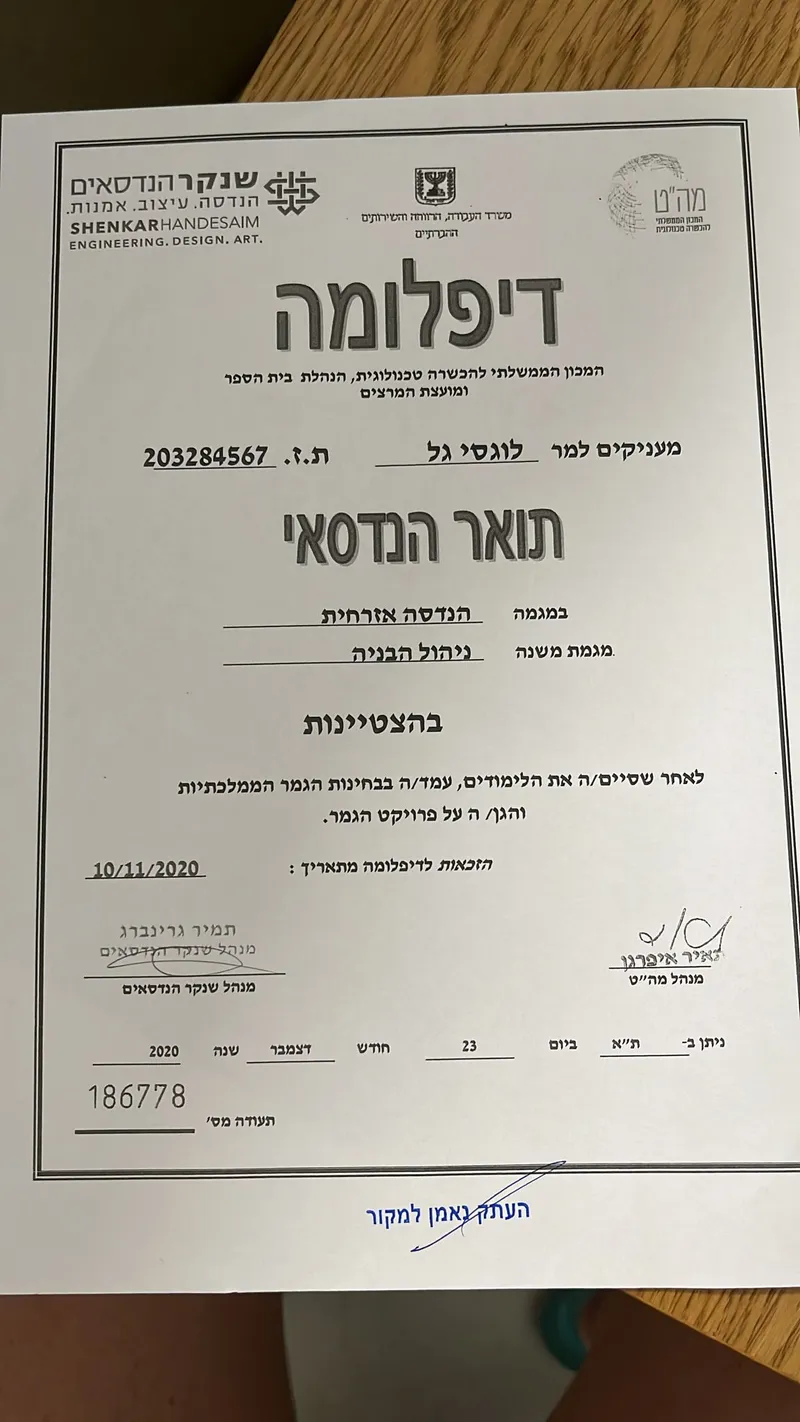 שנקר הנדסאים
הנדסה. עיצוב. אמנות.
SHENKARHANDESAIM
ENGINEERING. DESIGN. ART.
משרד העבודה, הרווחה והשירותים
החברתיים
מה"ט
המכון הממשלתי
להכשרה טכנולוגית
דיפלומה
המכון הממשלתי להכשרה טכנולוגית, הנהלת בית הספר
ומועצת המרצים
מעניקים למר לוגסי גל ת.ז. 203284567
תואר הנדסאי
במגמה הנדסה אזרחית
מגמת משנה ניהול הבניה
בהצטיינות
לאחר שסיים/ה את הלימודים, עמד/ה בבחינות הגמר הממלכתיות
והגן/ ה על פרויקט הגמר.
הזכאות לדיפלומה מתאריך : 10/11/2020
תמיר גרינברג
מנהל שנקר הנדסאים
מנהל שנקר הנדסאים
מאיר איפרגן
מנהל מה"ט
ניתן ב- ת"א ביום 23 חודש דצמבר שנה 2020
186778
תעודה מס'
העתק נאמן למקור